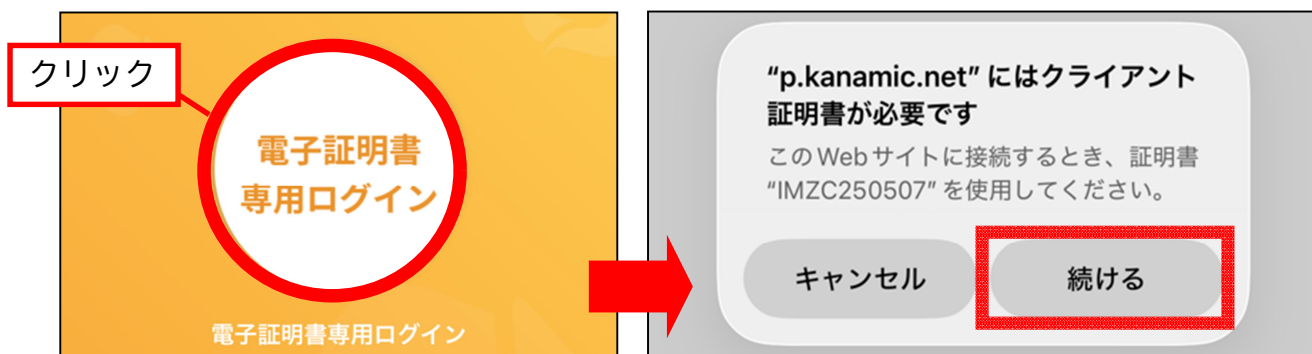 クリック
電子証明書
専用ログイン
電子証明書専用ログイン
“p.kanamic.net” にはクライアント
証明書が必要です
このWebサイトに接続するとき、証明書
“IMZC250507” を使用してください。
キャンセル
続ける